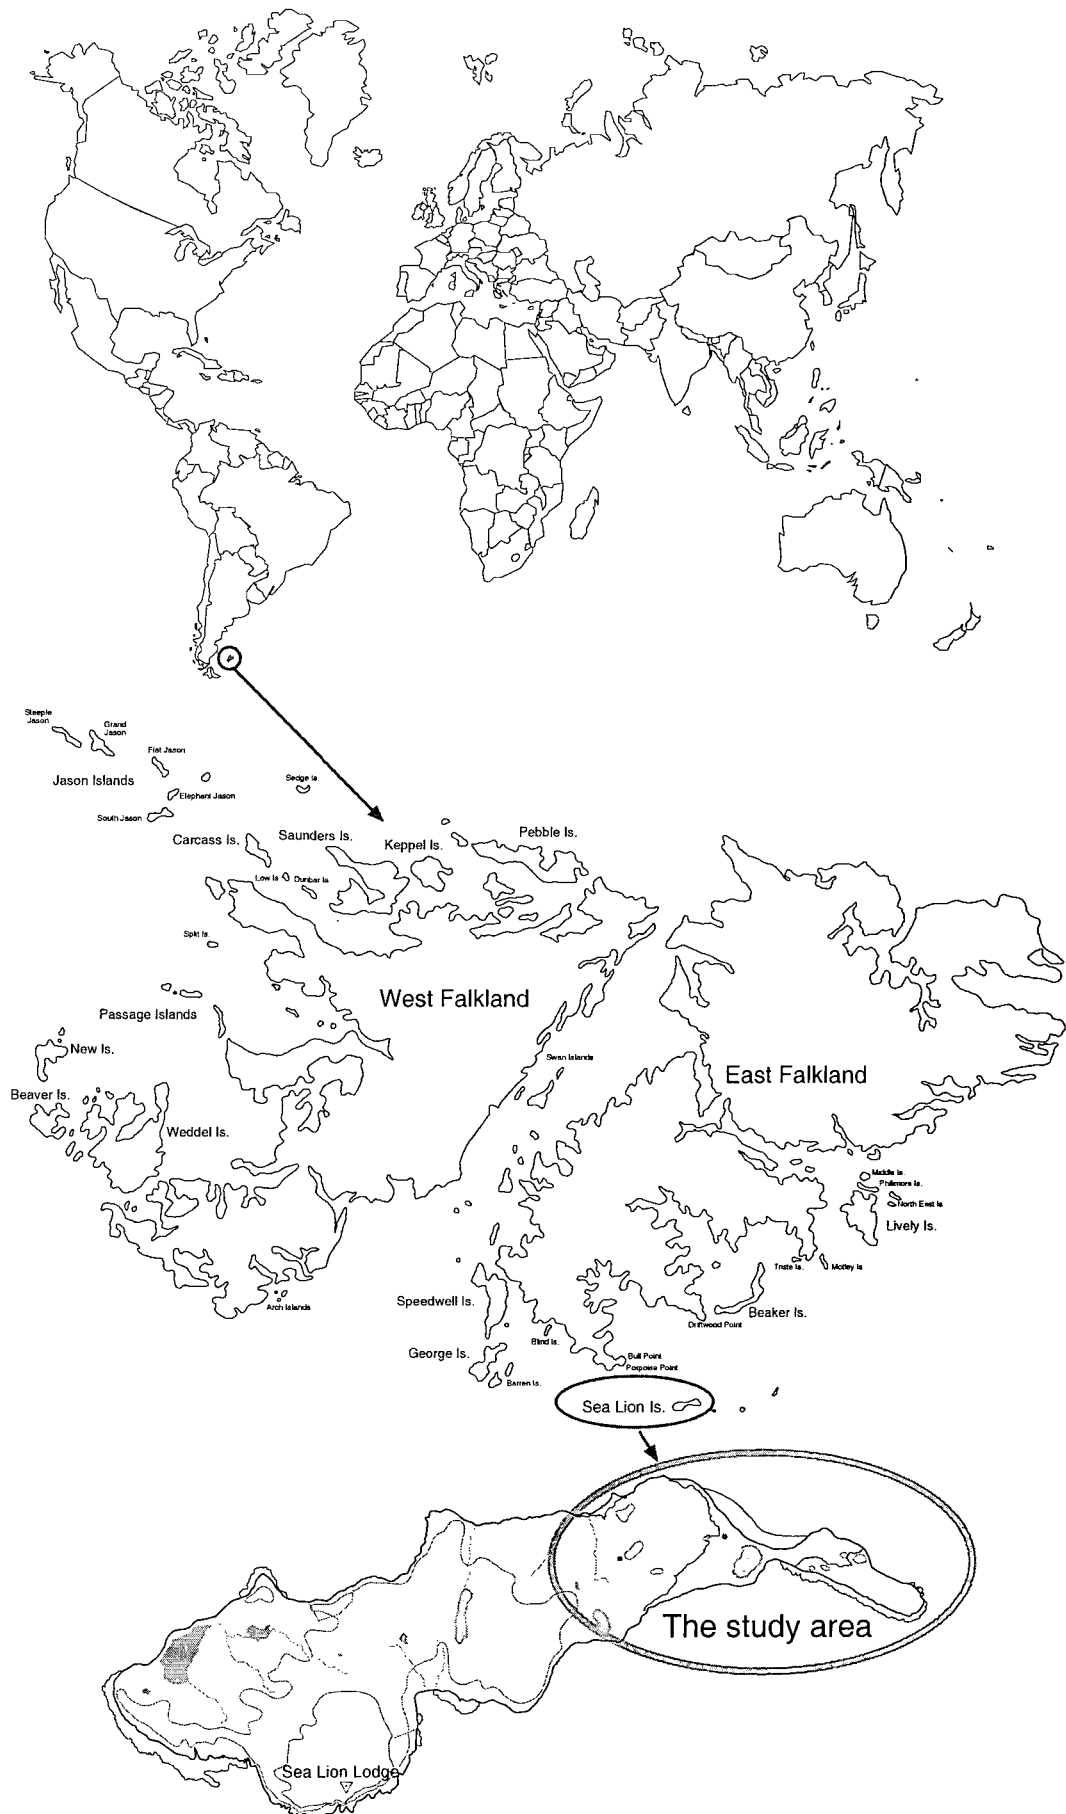 Steeple
Jason
Grand
Jason
Flat Jason
Jason Islands
Sedge Is.
Elephant Jason
South Jason
Carcass Is.
Saunders Is.
Keppel Is.
Pebble Is.
Low Is
Dunbar Is
Split Is.
West Falkland
Passage Islands
New Is.
Swan Islands
East Falkland
Beaver Is.
Weddel Is.
Middle Is.
Philimore Is.
North East Is
Lively Is.
Triste Is.
Motley Is
Speedwell Is.
Arch Islands
Beaker Is.
Driftwood Point
Blind Is.
George Is.
Bull Point
Porpoise Point
Barren Is.
Sea Lion Is.
The study area
Sea Lion Lodge